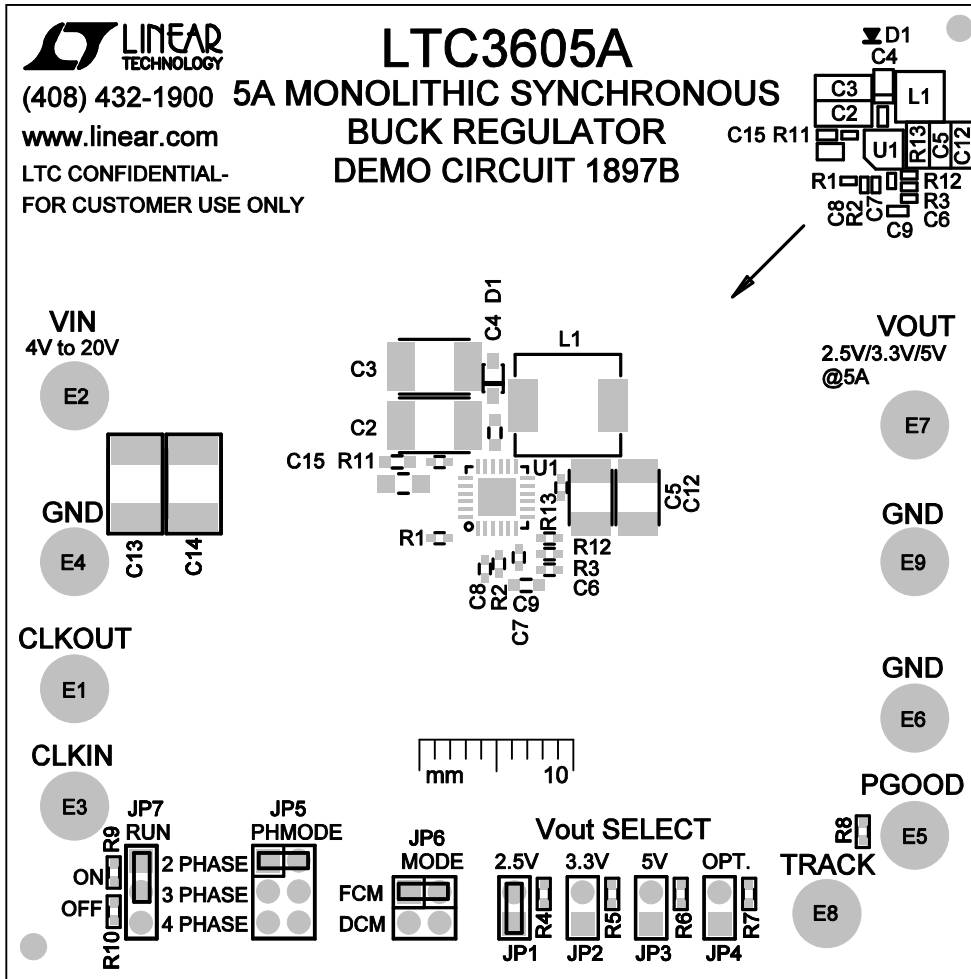 LINEAR
TECHNOLOGY
(408) 432-1900
www.linear.com
LTC CONFIDENTIAL-
FOR CUSTOMER USE ONLY
LTC3605A
5A MONOLITHIC SYNCHRONOUS
BUCK REGULATOR
DEMO CIRCUIT 1897B
D1
C4
C3
L1
C2
C15 R11
U1
R13
C5
C12
R1
R12
C8
R2
C7
R3
C9
C6
VIN
4V to 20V
E2
GND
E4
C13
C14
CLKOUT
E1
CLKIN
E3
D1
C4
C3
L1
C2
C15 R11
U1
R13
C5
C12
R1
R12
R3
C6
C8
R2
C9
C7
VOUT
2.5V/3.3V/5V
@5A
E7
GND
E9
GND
E6
PGOOD
E5
R8
TRACK
E8
mm 10
JP7
RUN
R9
ON
OFF
R10
JP5
PHMODE
2 PHASE
3 PHASE
4 PHASE
JP6
MODE
FCM
DCM
Vout SELECT
2.5V 3.3V 5V OPT.
R4 R5 R6 R7
JP1 JP2 JP3 JP4